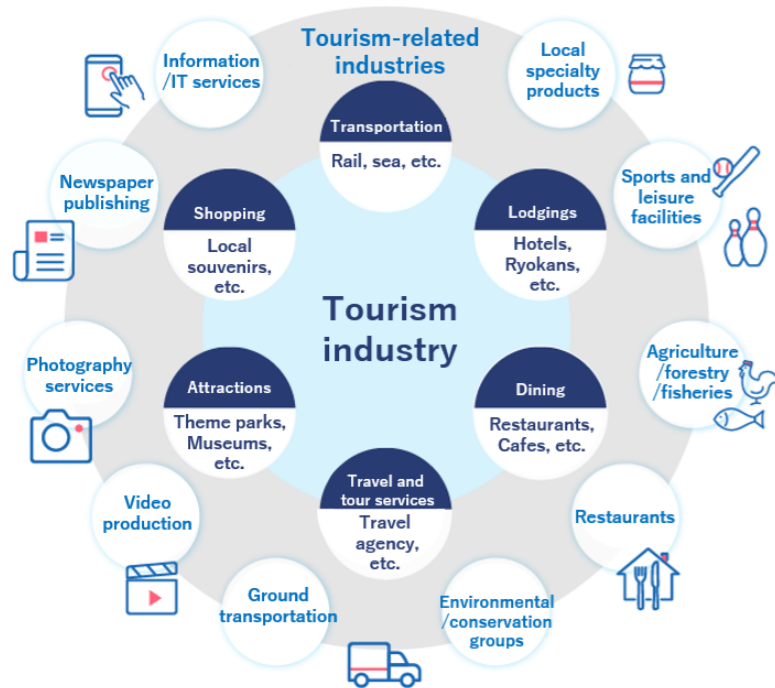 Tourism-related
industries
Information
/IT services
Local
specialty
products
Newspaper
publishing
Sports and
leisure
facilities
Photography
services
Agriculture
/forestry
/fisheries
Video
production
Restaurants
Ground
transportation
Environmental
/conservation
groups
Transportation
Rail, sea, etc.
Shopping
Local
souvenirs,
etc.
Lodgings
Hotels,
Ryokans,
etc.
Tourism
industry
Attractions
Theme parks,
Museums,
etc.
Dining
Restaurants,
Cafes, etc.
Travel and
tour services
Travel
agency,
etc.